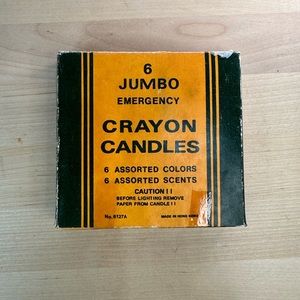 6
JUMBO
EMERGENCY
CRAYON
CANDLES
6 ASSORTED COLORS
6 ASSORTED SCENTS
CAUTION!!
BEFORE LIGHTING REMOVE
PAPER FROM CANDLE!!
No. 6127A MADE IN HONG KONG